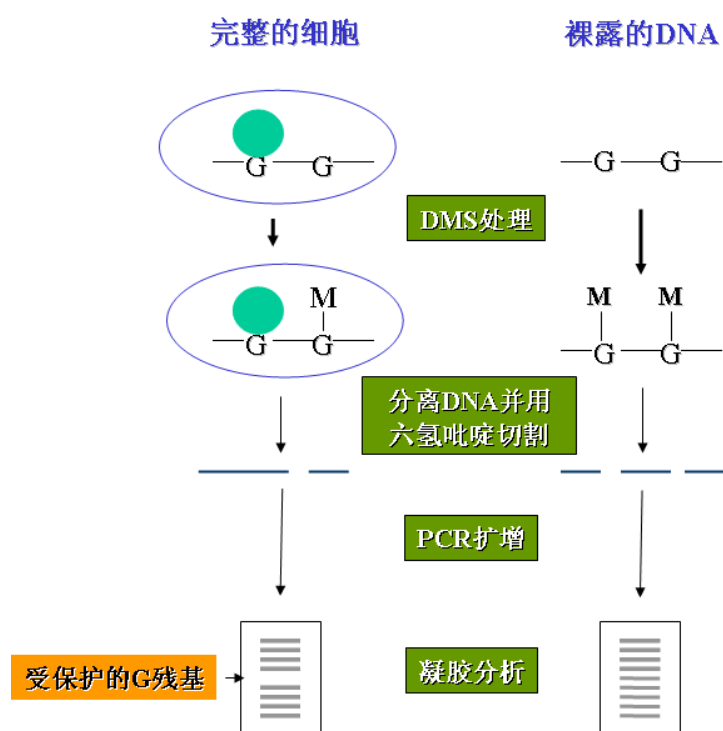 完整的细胞
裸露的DNA
G G
G G
DMS处理
M
M M
G G
G G
分离DNA并用
六氢吡啶切割
PCR扩增
受保护的G残基
凝胶分析